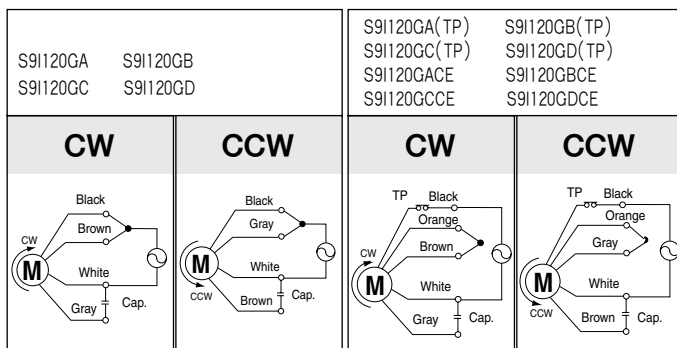 S9I120GA S9I120GB
S9I120GC S9I120GD
S9I120GA(TP) S9I120GB(TP)
S9I120GC(TP) S9I120GD(TP)
S9I120GACE S9I120GBCE
S9I120GCCE S9I120GDCE
CW CCW CW CCW
Black
Brown
CW
M
White
Gray Cap.
Black
Gray
M
White
CCW
Brown Cap.
TP Black
Orange
CW
Brown
M
White
Gray Cap.
TP Black
Orange
Gray
M
White
CCW
Brown Cap.